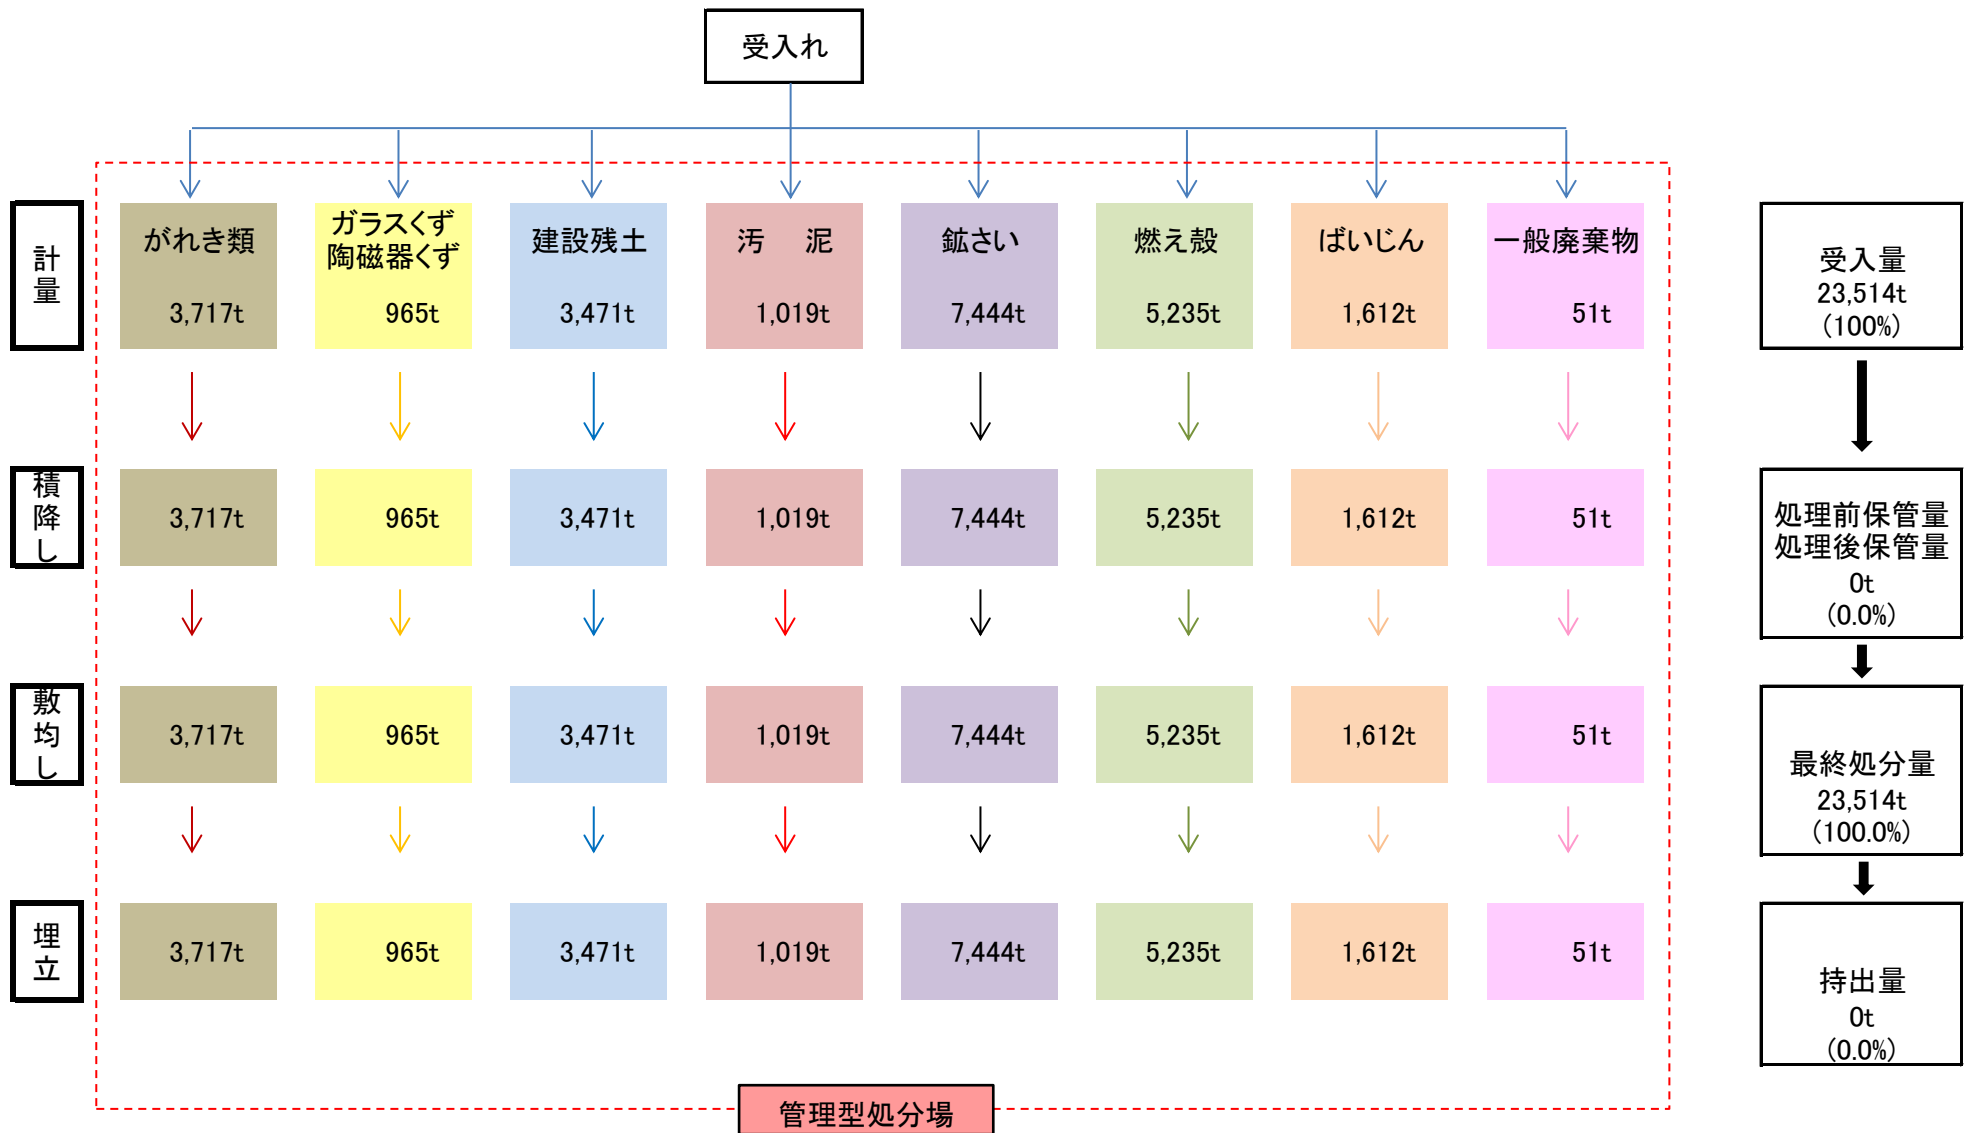 受入れ
計量
がれき類
3,717t
ガラスくず
陶磁器くず
965t
建設残土
3,471t
汚　泥
1,019t
鉱さい
7,444t
燃え殻
5,235t
ばいじん
1,612t
一般廃棄物
51t
受入量
23,514t
(100%)
積降し
3,717t
965t
3,471t
1,019t
7,444t
5,235t
1,612t
51t
処理前保管量
処理後保管量
0t
(0.0%)
敷均し
3,717t
965t
3,471t
1,019t
7,444t
5,235t
1,612t
51t
最終処分量
23,514t
(100.0%)
埋立
3,717t
965t
3,471t
1,019t
7,444t
5,235t
1,612t
51t
持出量
0t
(0.0%)
管理型処分場